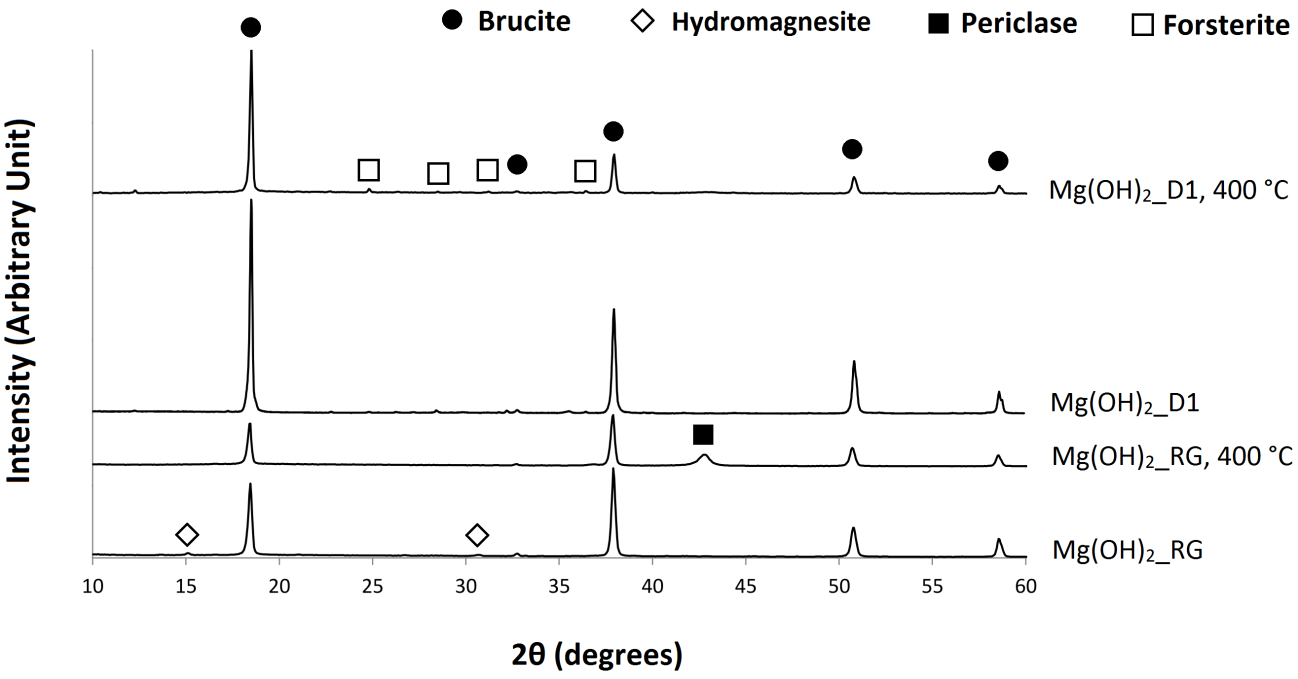 Brucite Hydromagnesite Periclase Forsterite
Intensity (Arbitrary Unit)
Mg(OH)₂_D1, 400 °C
Mg(OH)₂_D1
Mg(OH)₂_RG, 400 °C
Mg(OH)₂_RG
10 15 20 25 30 35 40 45 50 55 60
2θ (degrees)